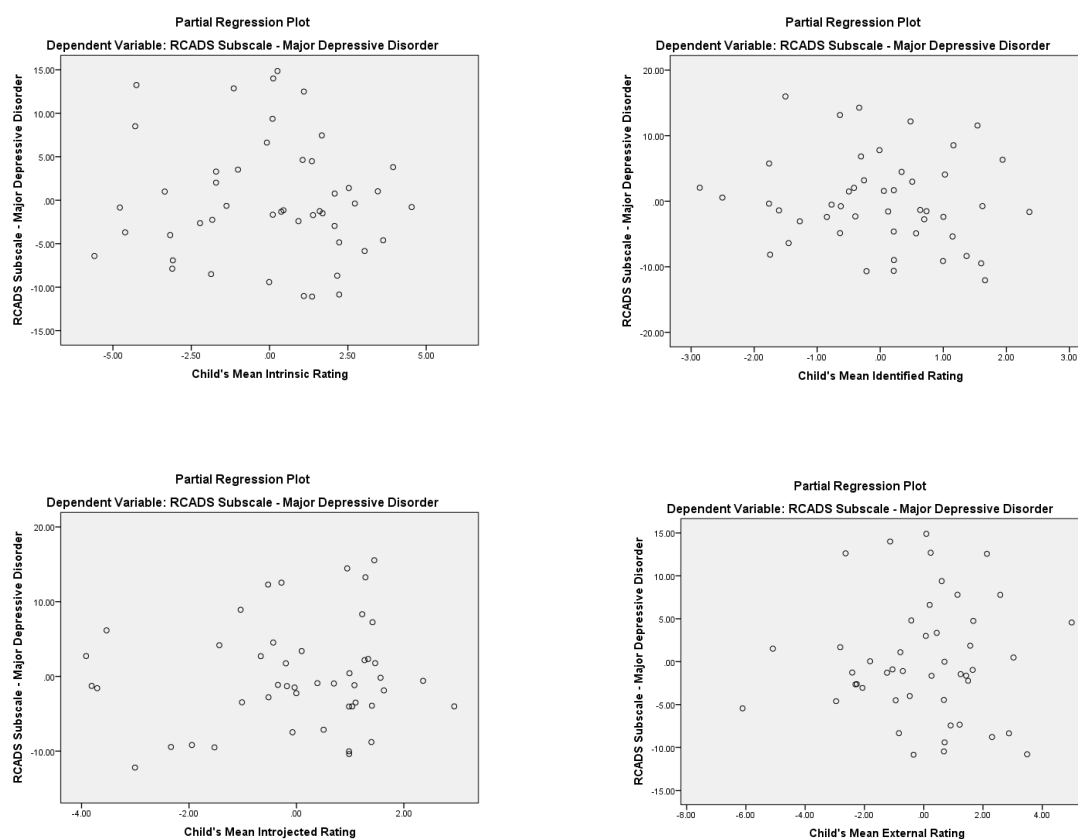 Partial Regression Plot
Dependent Variable: RCADS Subscale - Major Depressive Disorder
RCADS Subscale - Major Depressive Disorder
15.00
10.00
5.00
.00
-5.00
-10.00
-15.00
-5.00 -2.50 .00 2.50 5.00
Child's Mean Intrinsic Rating
Partial Regression Plot
Dependent Variable: RCADS Subscale - Major Depressive Disorder
RCADS Subscale - Major Depressive Disorder
20.00
10.00
.00
-10.00
-20.00
-3.00 -2.00 -1.00 .00 1.00 2.00 3.00
Child's Mean Identified Rating
Partial Regression Plot
Dependent Variable: RCADS Subscale - Major Depressive Disorder
RCADS Subscale - Major Depressive Disorder
20.00
10.00
.00
-10.00
-4.00 -2.00 .00 2.00
Child's Mean Introjected Rating
Partial Regression Plot
Dependent Variable: RCADS Subscale - Major Depressive Disorder
RCADS Subscale - Major Depressive Disorder
15.00
10.00
5.00
.00
-5.00
-10.00
-15.00
-8.00 -6.00 -4.00 -2.00 .00 2.00 4.00
Child's Mean External Rating